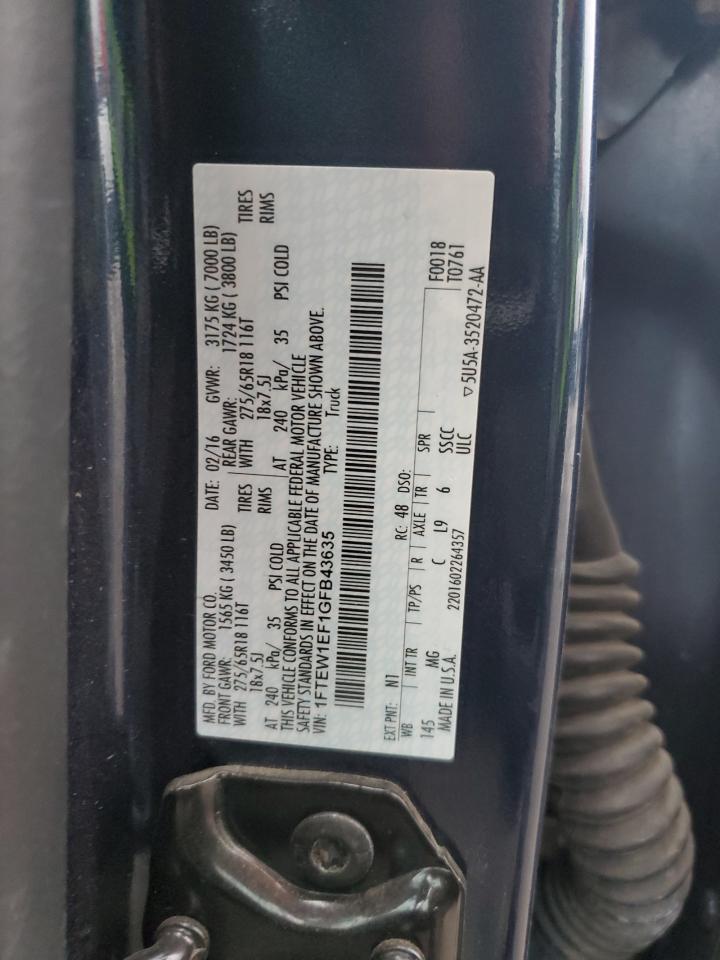 MFD. BY FORD MOTOR CO. DATE: 02/16 GVWR: 3175 KG ( 7000 LB)
FRONT GAWR: 1565 KG ( 3450 LB) REAR GAWR: 1724 KG ( 3800 LB)
WITH 275/65R18 116T TIRES WITH 275/65R18 116T TIRES
18x7.5J RIMS 18x7.5J RIMS
AT 240 kPa/ 35 PSI COLD AT 240 kPa/ 35 PSI COLD
THIS VEHICLE CONFORMS TO ALL APPLICABLE FEDERAL MOTOR VEHICLE
SAFETY STANDARDS IN EFFECT ON THE DATE OF MANUFACTURE SHOWN ABOVE.
VIN: 1FTEW1EF1GFB43635 TYPE: Truck
EXT PNT: N1 RC: 48 DSO:
WB INT TR TP/PS R AXLE TR SPR F0018
145 MG C L9 6 SSCC T0761
MADE IN U.S.A. 2201602264357 ULC
▽5U5A-3520472-AA